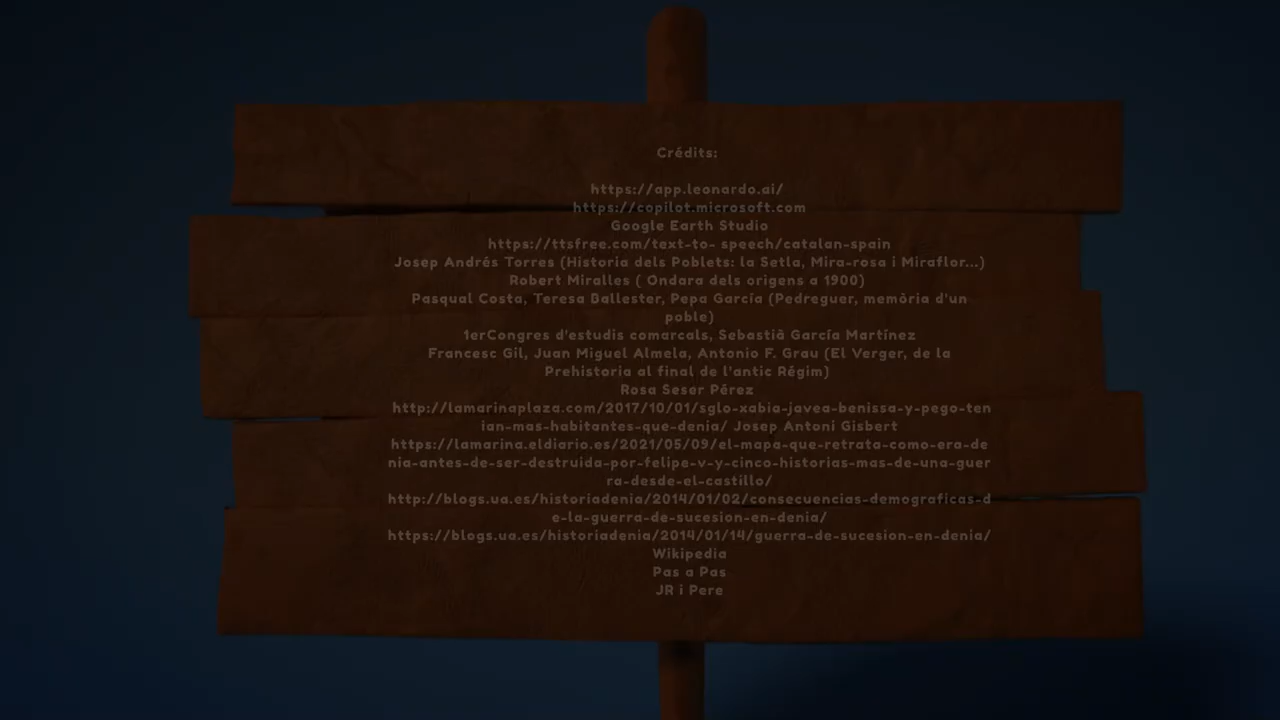 Crédits:
https://app.leonardo.ai/
https://copilot.microsoft.com
Google Earth Studio
https://ttsfree.com/text-to- speech/catalan-spain
Josep Andrés Torres (Historia dels Poblets: la Setla, Mira-rosa i Miraflor...)
Robert Miralles ( Ondara dels origens a 1900)
Pasqual Costa, Teresa Ballester, Pepa García (Pedreguer, memòria d'un
poble)
1erCongres d'estudis comarcals, Sebastià García Martínez
Francesc Gil, Juan Miguel Almela, Antonio F. Grau (El Verger, de la
Prehistoria al final de l'antic Régim)
Rosa Seser Pérez
http://lamarinaplaza.com/2017/10/01/sglo-xabia-javea-benissa-y-pego-ten
ian-mas-habitantes-que-denia/ Josep Antoni Gisbert
https://lamarina.eldiario.es/2021/05/09/el-mapa-que-retrata-como-era-de
nia-antes-de-ser-destruida-por-felipe-v-y-cinco-historias-mas-de-una-guer
ra-desde-el-castillo/
http://blogs.ua.es/historiadenia/2014/01/02/consecuencias-demograficas-d
e-la-guerra-de-sucesion-en-denia/
https://blogs.ua.es/historiadenia/2014/01/14/guerra-de-sucesion-en-denia/
Wikipedia
Pas a Pas
JR i Pere